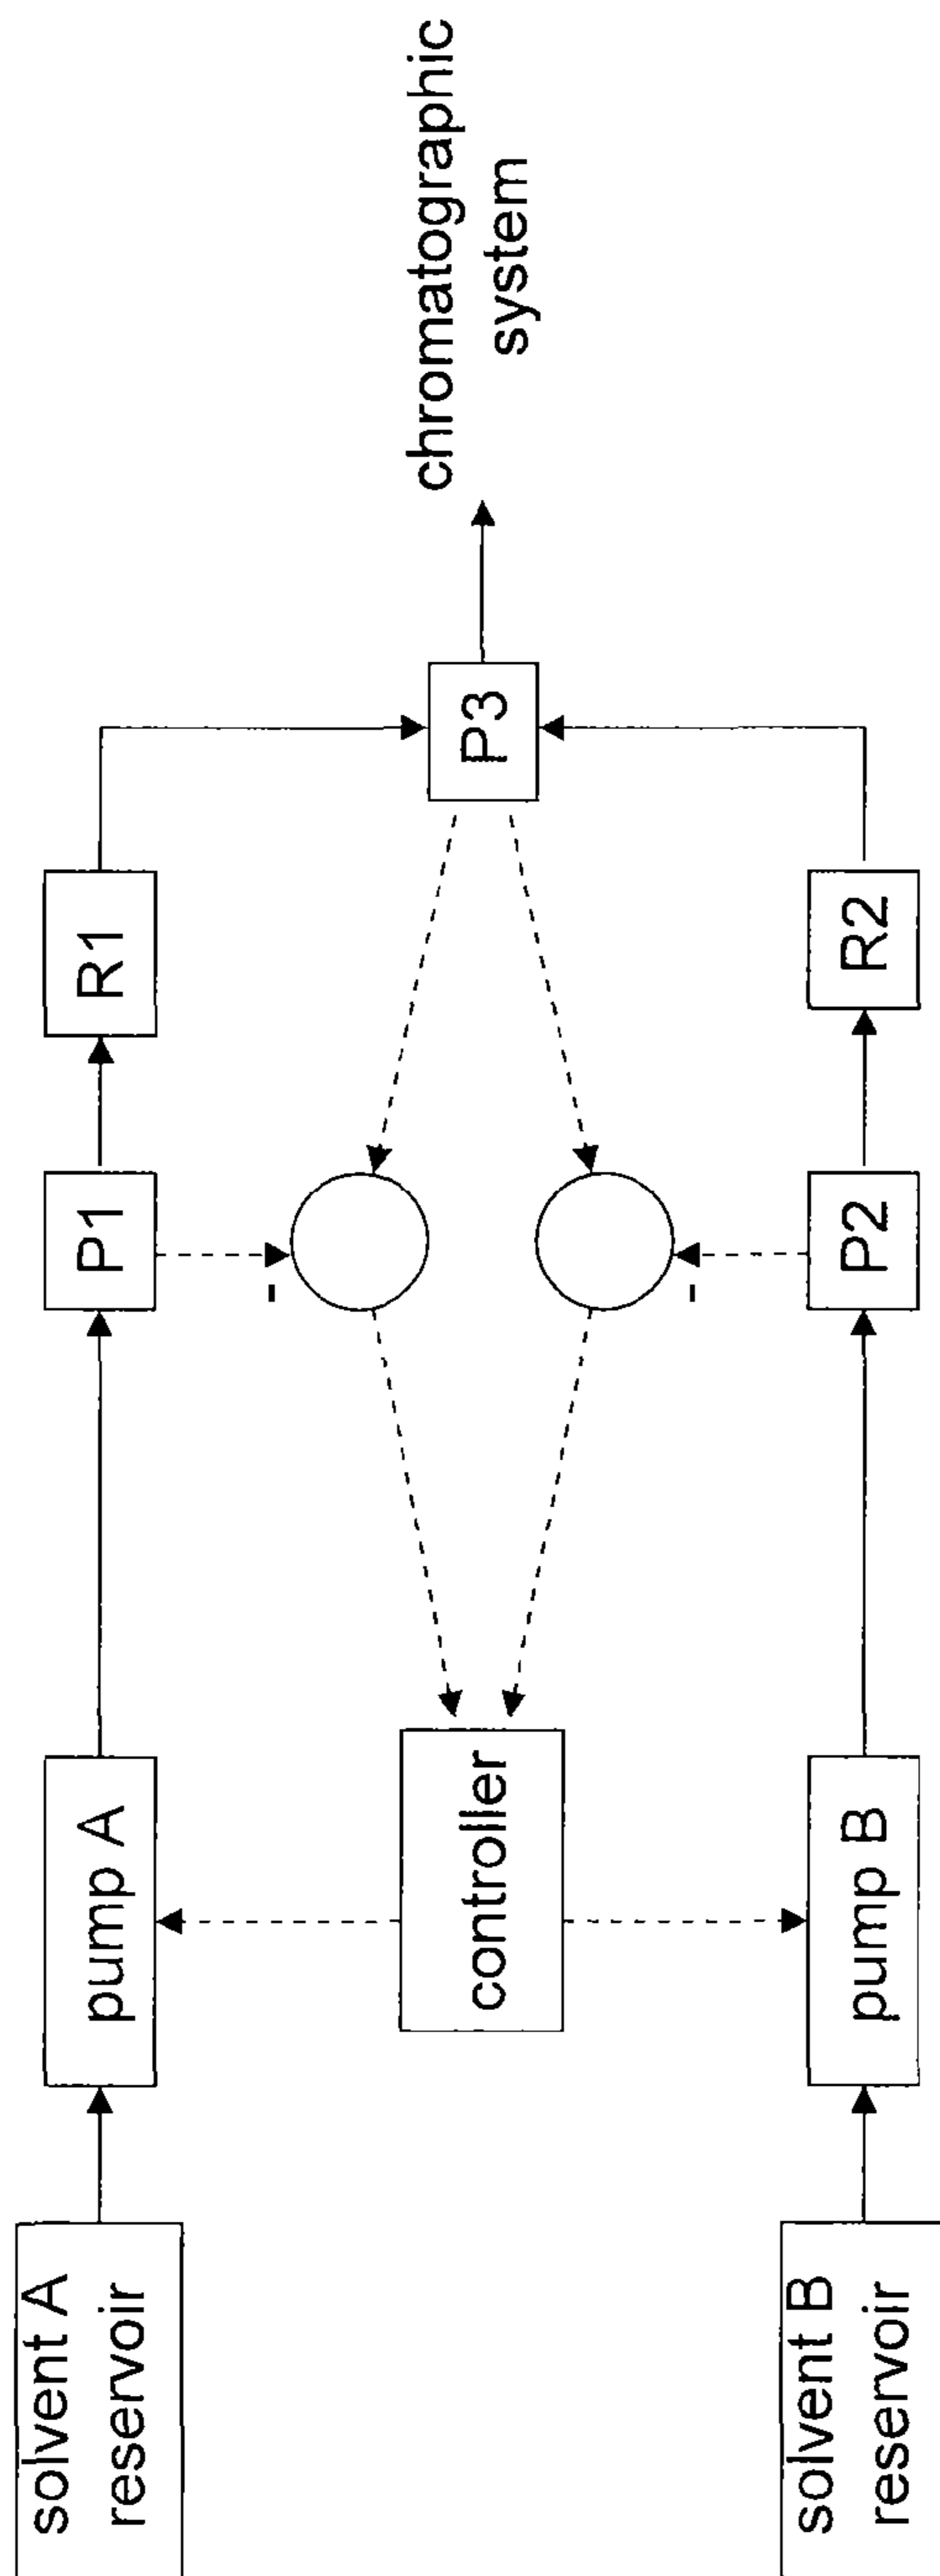 solvent A
reservoir
pump A
P1
R1
controller
-
-
P3
chromatographic
system
solvent B
reservoir
pump B
P2
R2